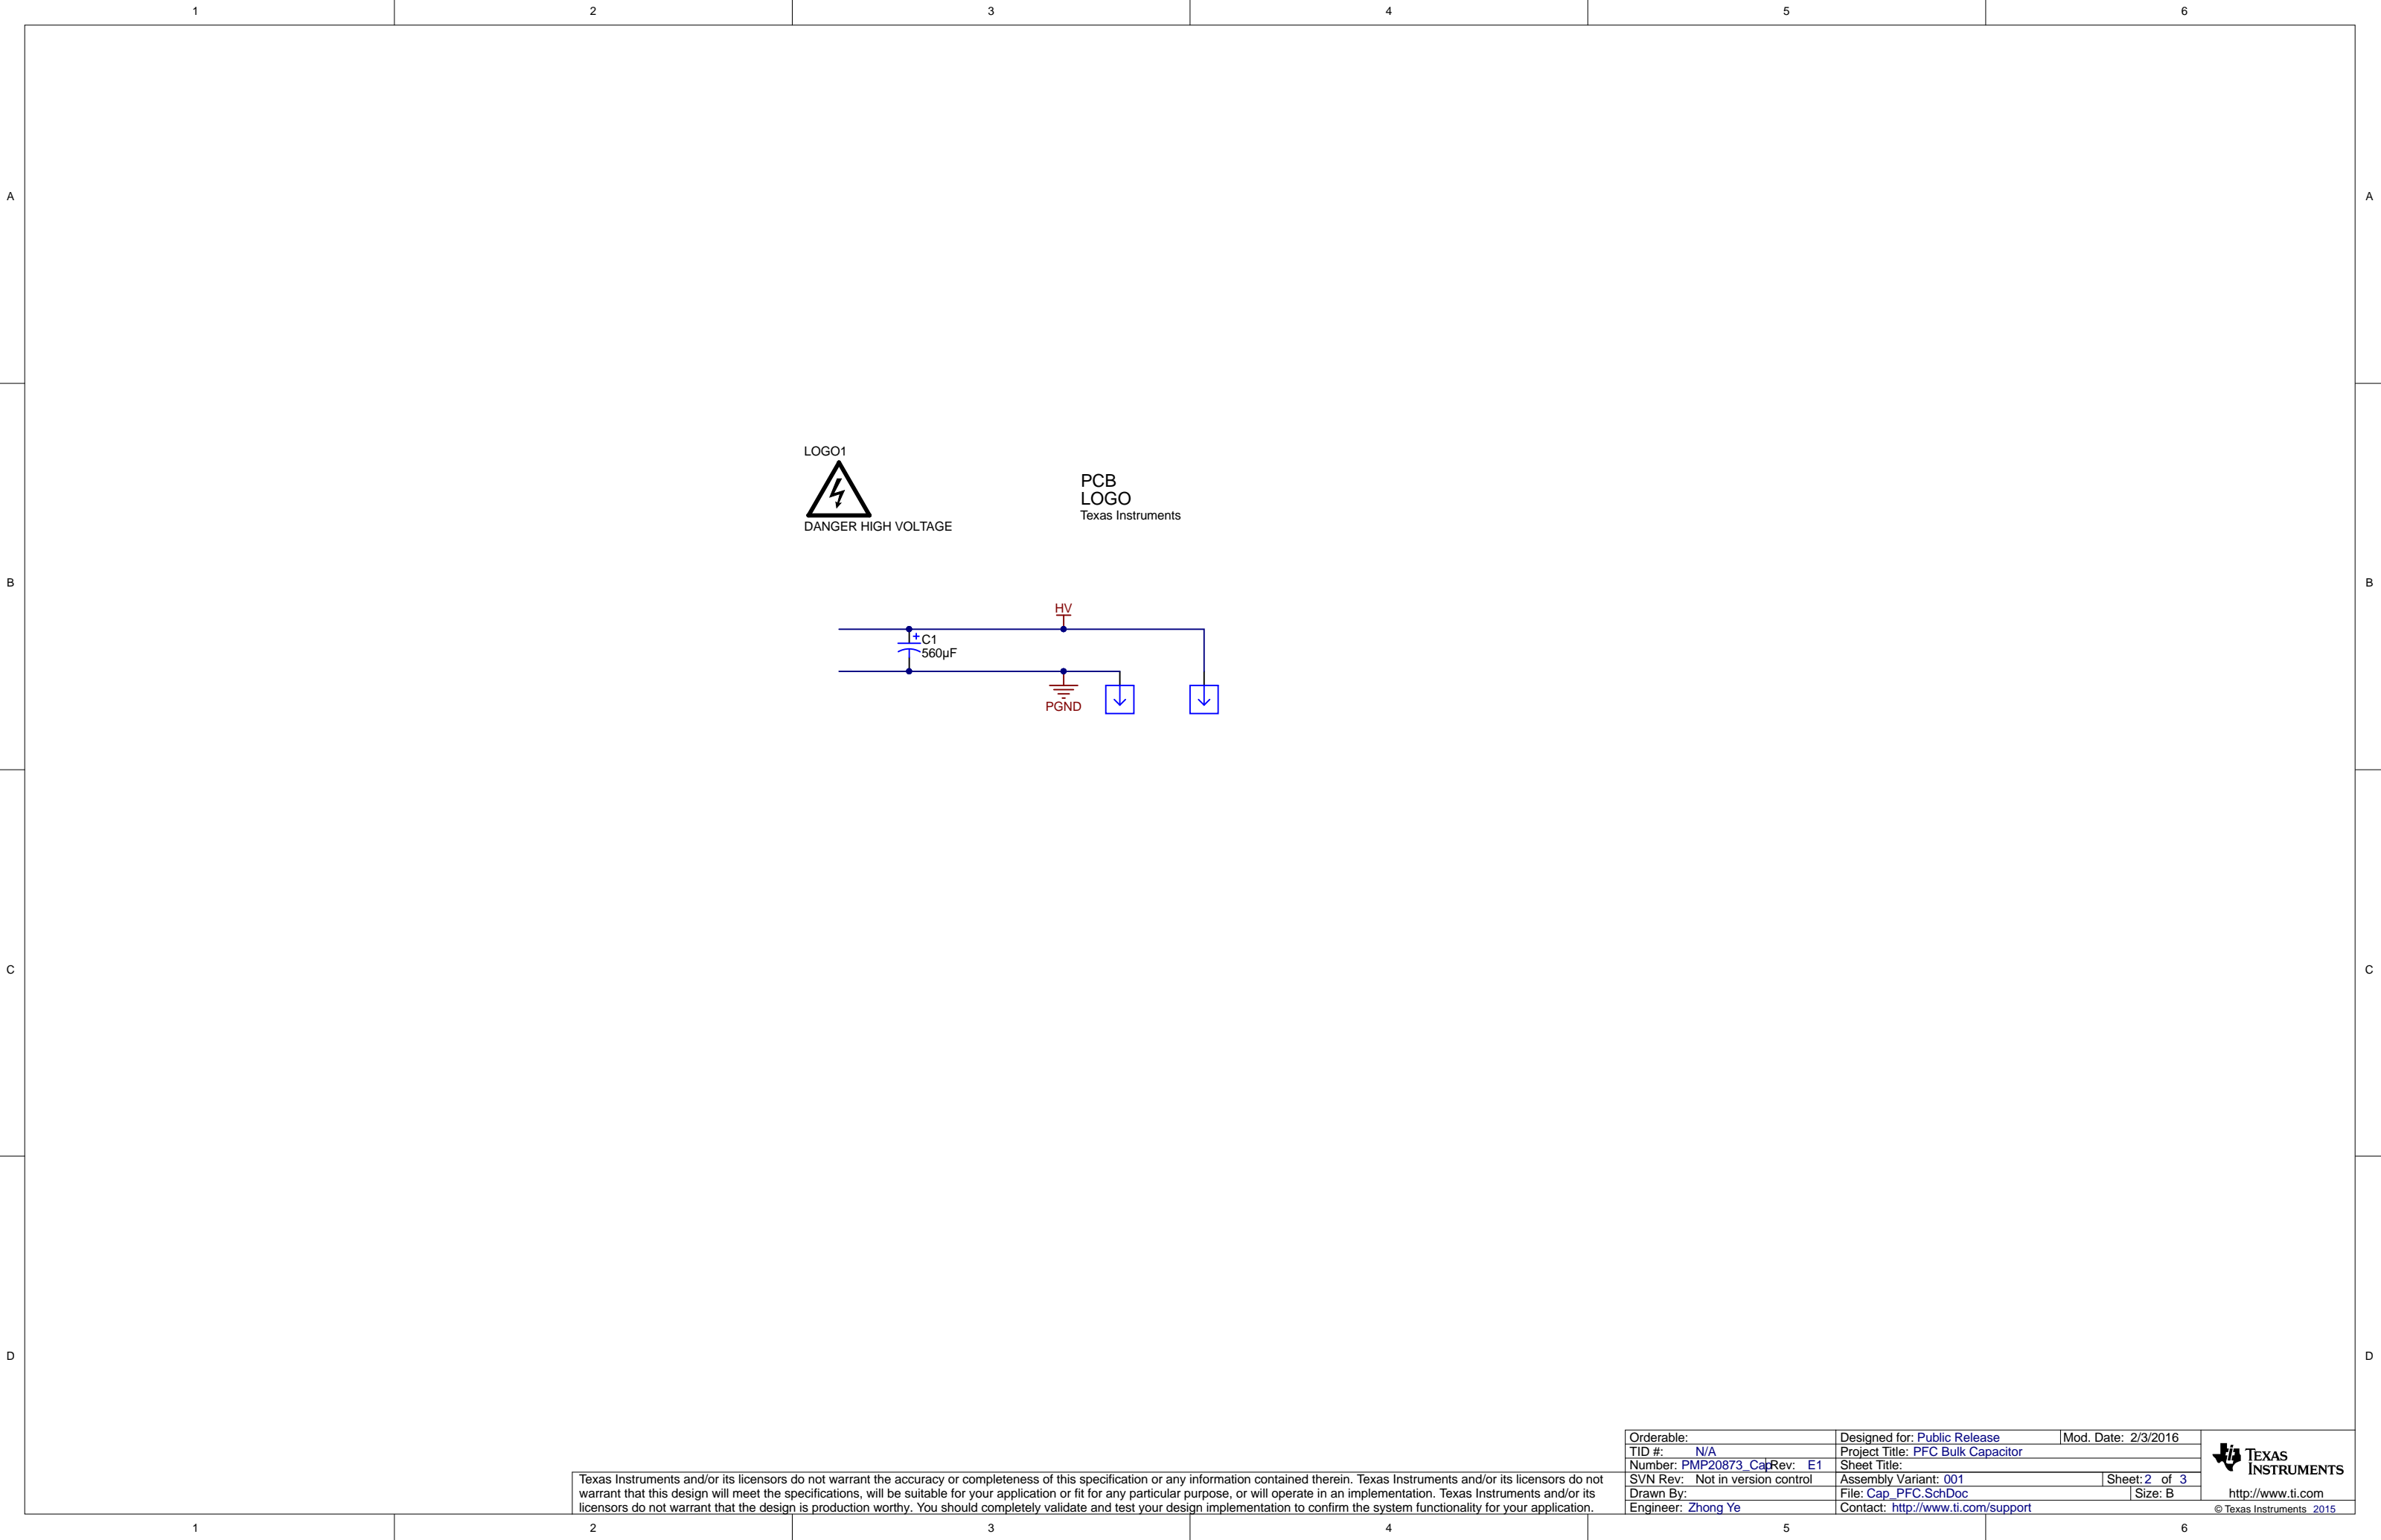 1 2 3 4 5 6
A A
LOGO1
DANGER HIGH VOLTAGE
PCB
LOGO
Texas Instruments
B B
HV
+ C1
560µF
PGND
C C
D D
Texas Instruments and/or its licensors do not warrant the accuracy or completeness of this specification or any information contained therein. Texas Instruments and/or its licensors do not
warrant that this design will meet the specifications, will be suitable for your application or fit for any particular purpose, or will operate in an implementation. Texas Instruments and/or its
licensors do not warrant that the design is production worthy. You should completely validate and test your design implementation to confirm the system functionality for your application.
Orderable: Designed for: Public Release Mod. Date: 2/3/2016
TID #: N/A Project Title: PFC Bulk Capacitor
Number: PMP20873_Cap Rev: E1 Sheet Title:
SVN Rev: Not in version control Assembly Variant: 001 Sheet: 2 of 3
Drawn By: File: Cap_PFC.SchDoc Size: B
Engineer: Zhong Ye Contact: http://www.ti.com/support
TEXAS
INSTRUMENTS
http://www.ti.com
© Texas Instruments 2015
1 2 3 4 5 6